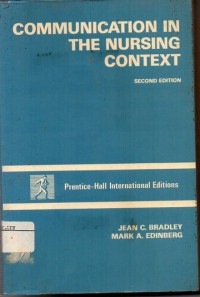 COMMUNICATION IN
THE NURSING
CONTEXT
SECOND EDITION
Prentice-Hall International Editions
JEAN C. BRADLEY
MARK A. EDINBERG